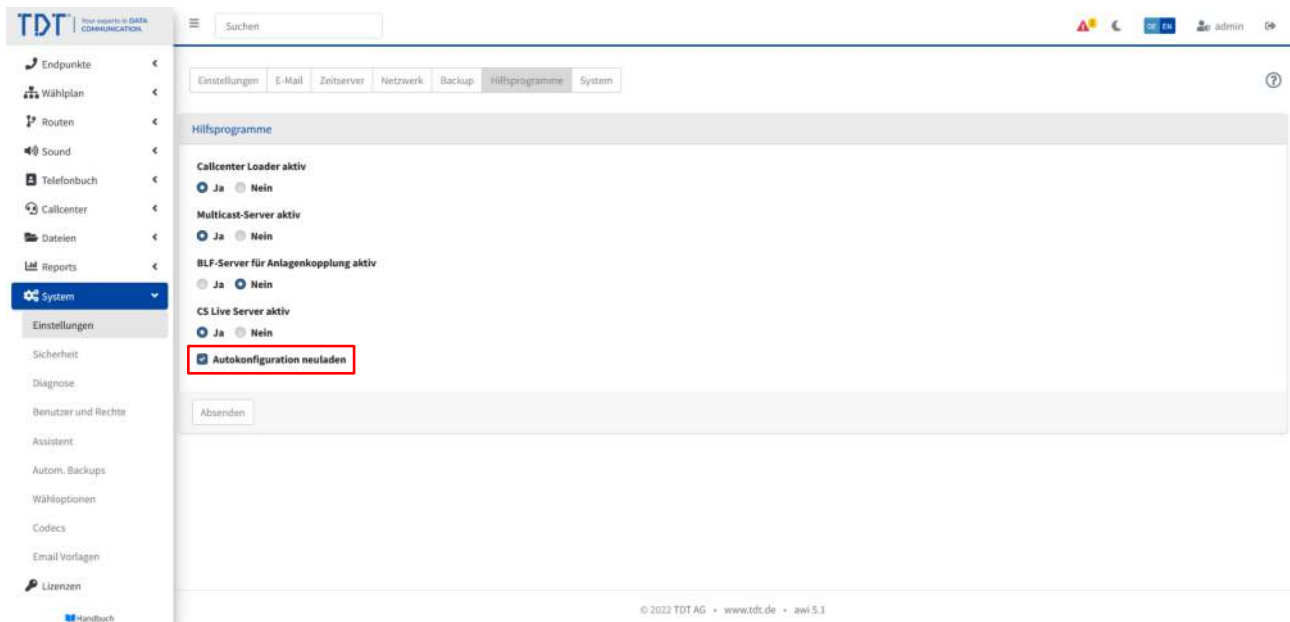 TDT Your experts in DATA
COMMUNICATION.
Suchen
DE EN admin
Endpunkte
Wählplan
Routen
Sound
Telefonbuch
Callcenter
Dateien
Reports
System
Einstellungen
Sicherheit
Diagnose
Benutzer und Rechte
Assistent
Autom. Backups
Wähloptionen
Codecs
Email Vorlagen
Lizenzen
Handbuch
Einstellungen E-Mail Zeitserver Netzwerk Backup Hilfsprogramme System
Hilfsprogramme
Callcenter Loader aktiv
Ja Nein
Multicast-Server aktiv
Ja Nein
BLF-Server für Anlagenkopplung aktiv
Ja Nein
CS Live Server aktiv
Ja Nein
Autokonfiguration neuladen
Absenden
© 2022 TDT AG • www.tdt.de • awi 5.1